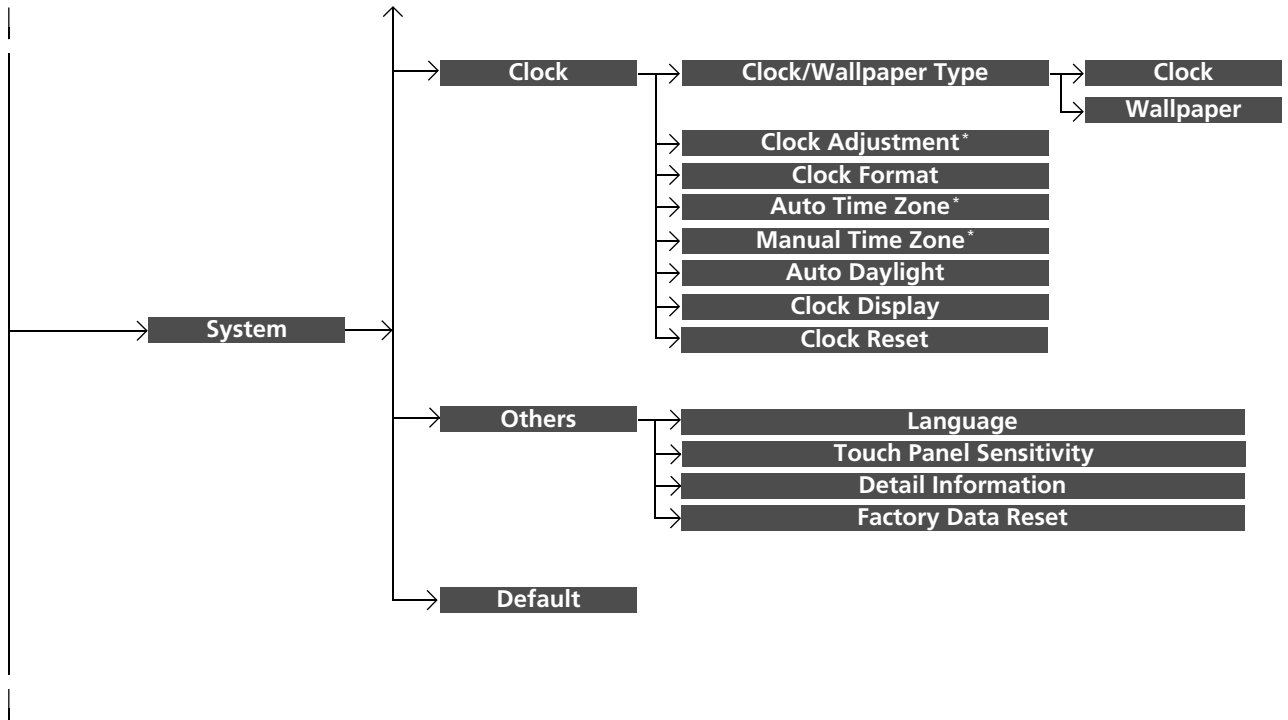 Clock
Clock/Wallpaper Type
Clock
Wallpaper
Clock Adjustment*
Clock Format
Auto Time Zone*
Manual Time Zone*
Auto Daylight
Clock Display
Clock Reset
System
Others
Language
Touch Panel Sensitivity
Detail Information
Factory Data Reset
Default